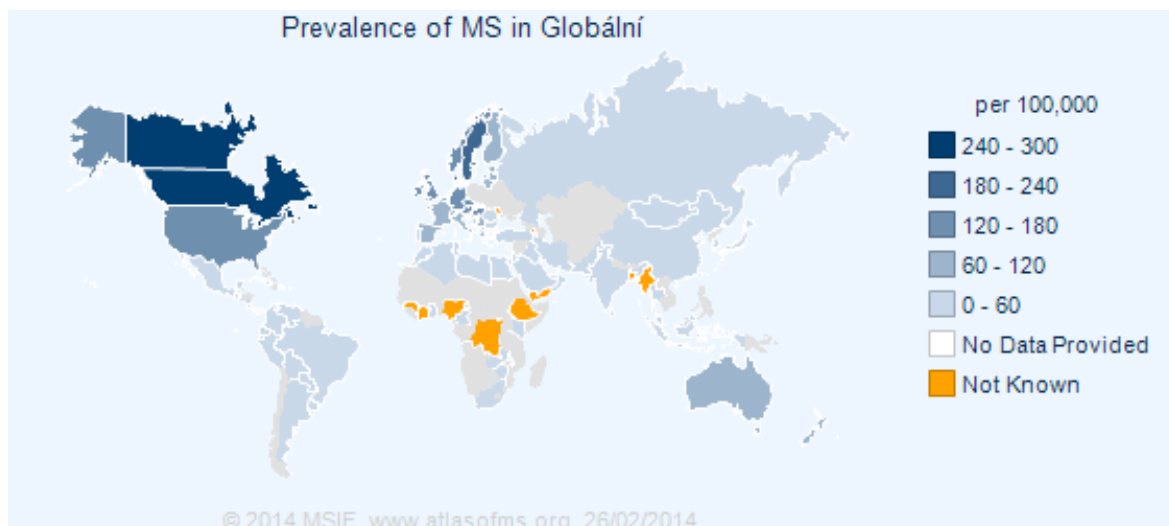 Prevalence of MS in Globální
per 100,000
240 - 300
180 - 240
120 - 180
60 - 120
0 - 60
No Data Provided
Not Known
© 2014 MSIF www.atlasofms.org 26/02/2014